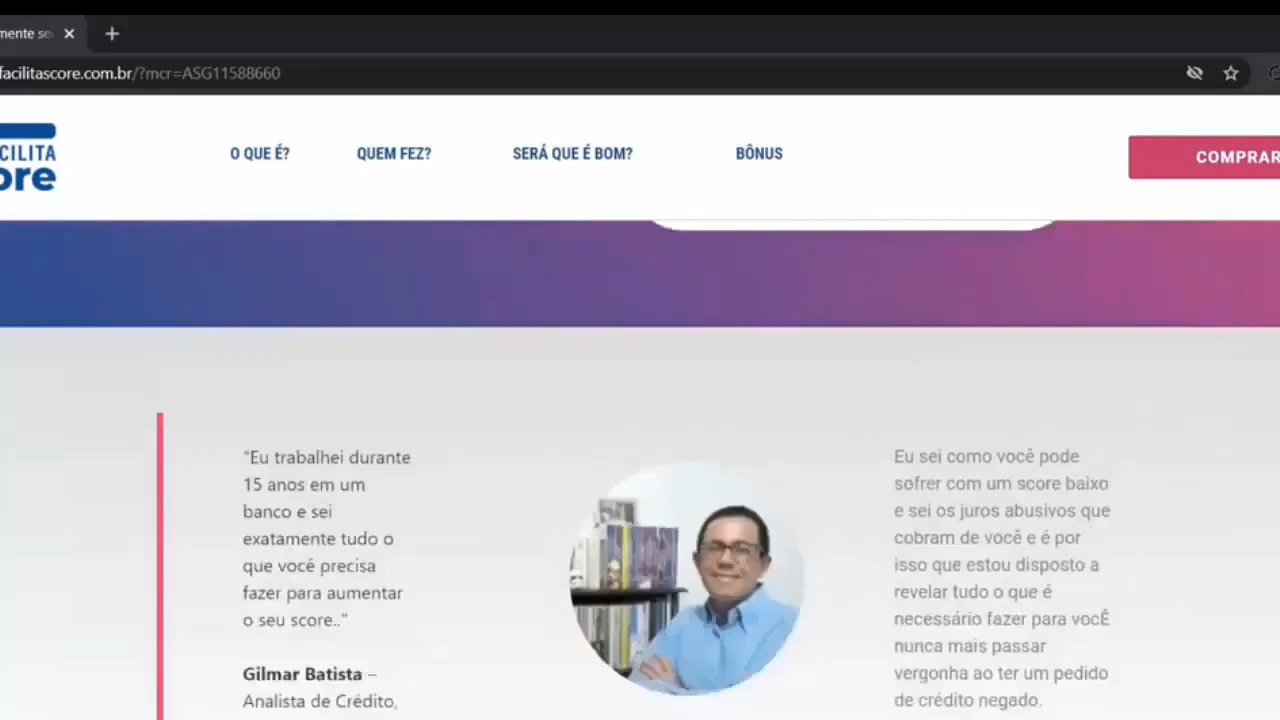 mente se
facilitascore.com.br/?mcr=ASG11588660
CILITA
ore
O QUE É?
QUEM FEZ?
SERÁ QUE É BOM?
BÔNUS
COMPRAR
"Eu trabalhei durante
15 anos em um
banco e sei
exatamente tudo o
que você precisa
fazer para aumentar
o seu score.."
Gilmar Batista –
Analista de Crédito,
Eu sei como você pode
sofrer com um score baixo
e sei os juros abusivos que
cobram de você e é por
isso que estou disposto a
revelar tudo o que é
necessário fazer para vocÊ
nunca mais passar
vergonha ao ter um pedido
de crédito negado.